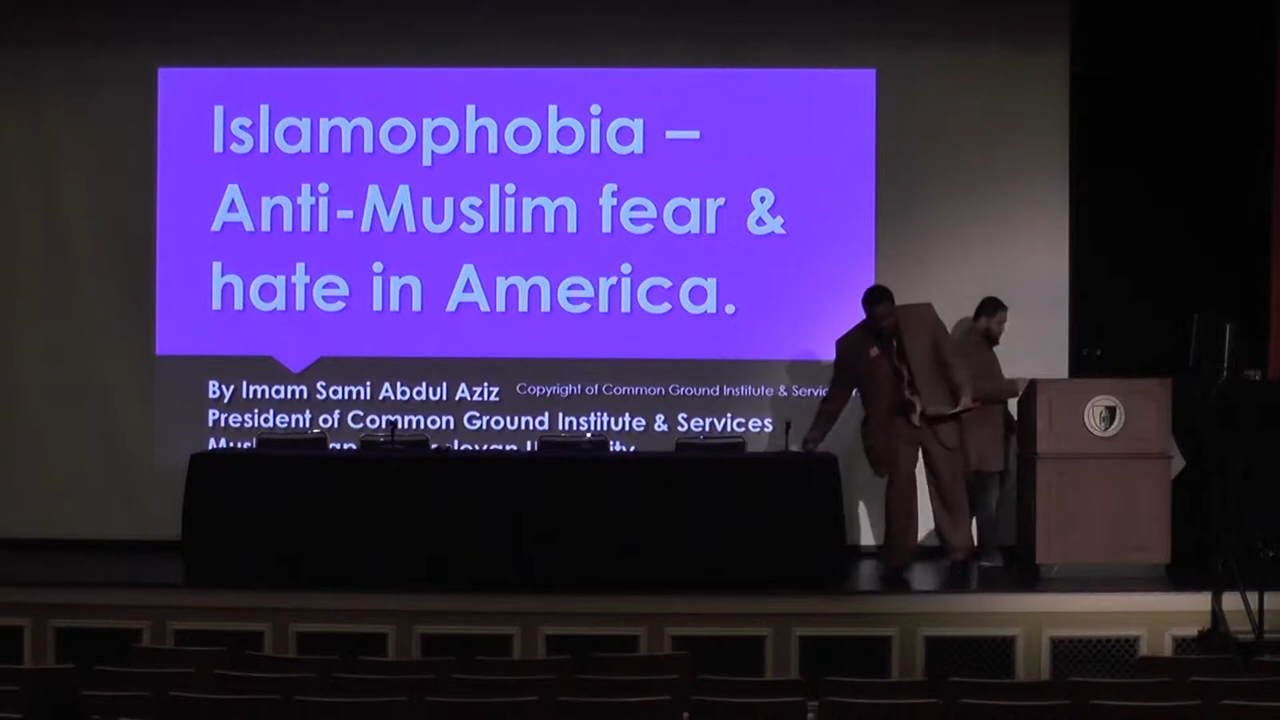 Islamophobia –
Anti-Muslim fear &
hate in America.
By Imam Sami Abdul Aziz
Copyright of Common Ground Institute &
President of Common Ground Institute & Services